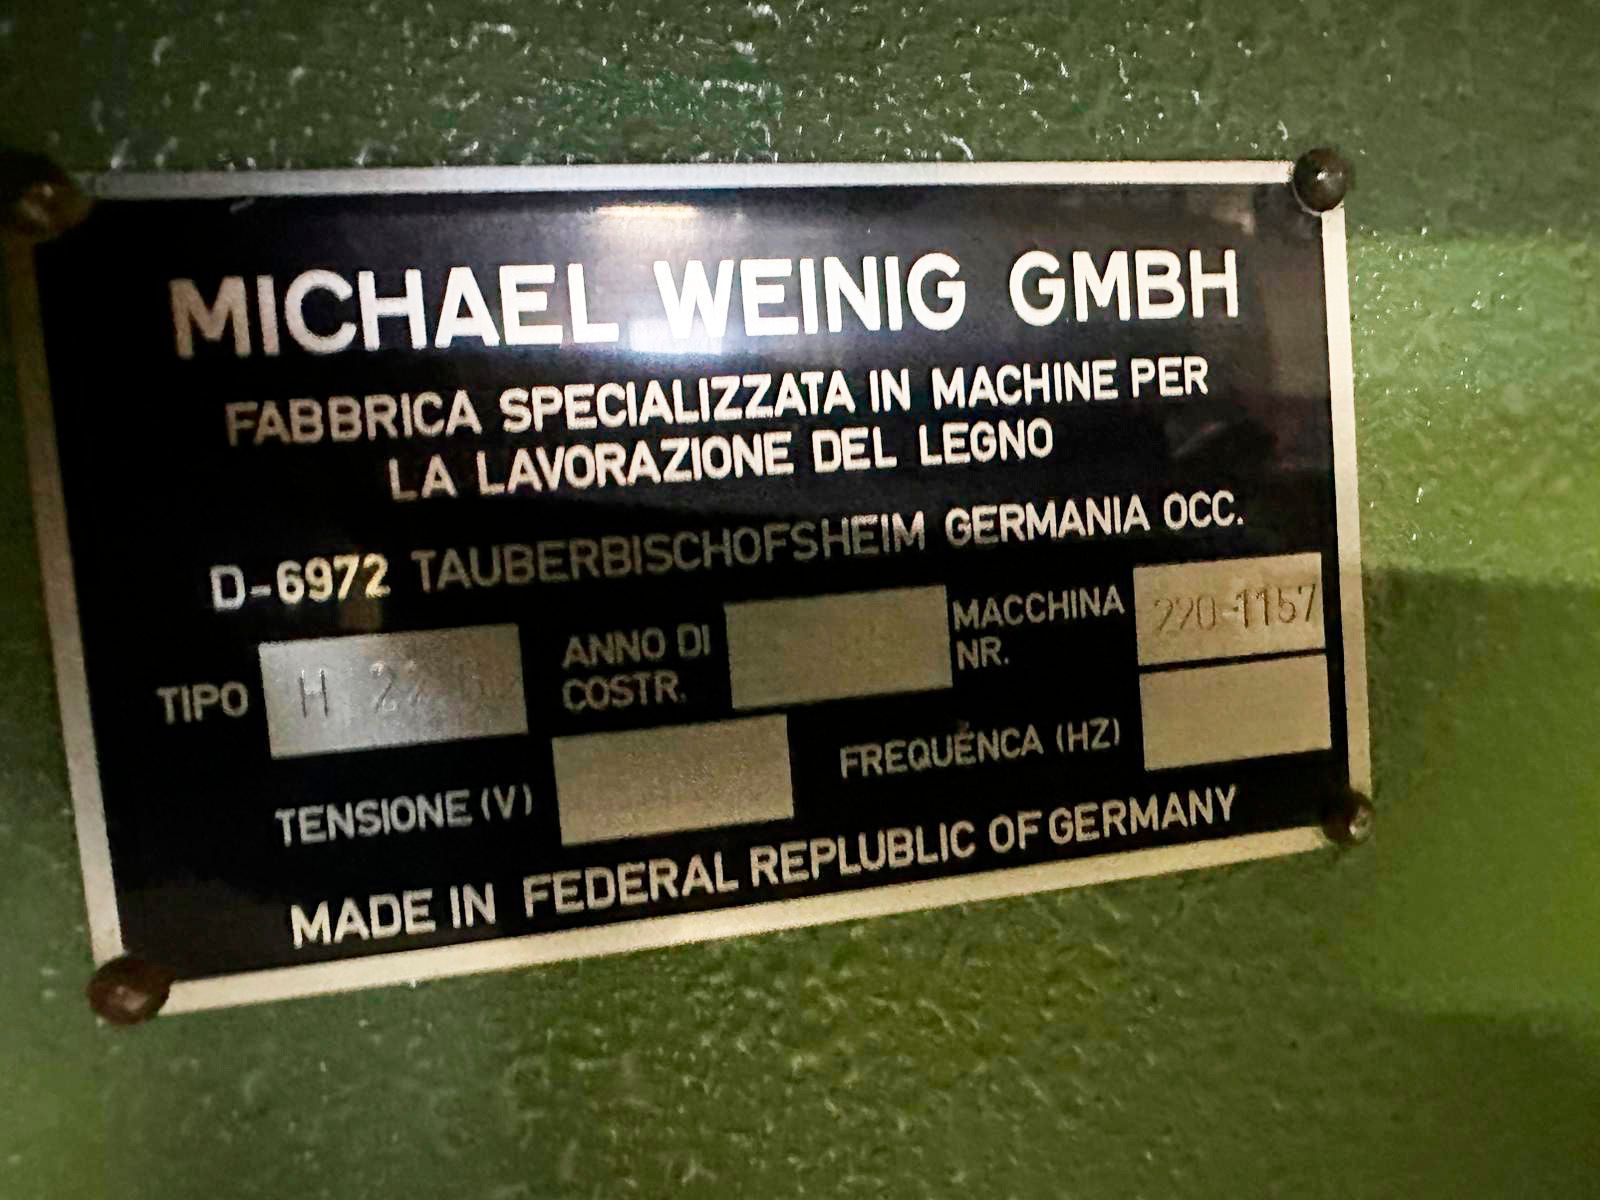 MICHAEL WEINIG GMBH
FABBRICA SPECIALIZZATA IN MACHINE PER
LA LAVORAZIONE DEL LEGNO
D-6972 TAUBERBISCHOFSHEIM GERMANIA OCC.
TIPO H
ANNO DI
COSTR.
MACCHINA
NR.
220-1157
TENSIONE (V)
FREQUENCA (HZ)
MADE IN FEDERAL REPLUBLIC OF GERMANY